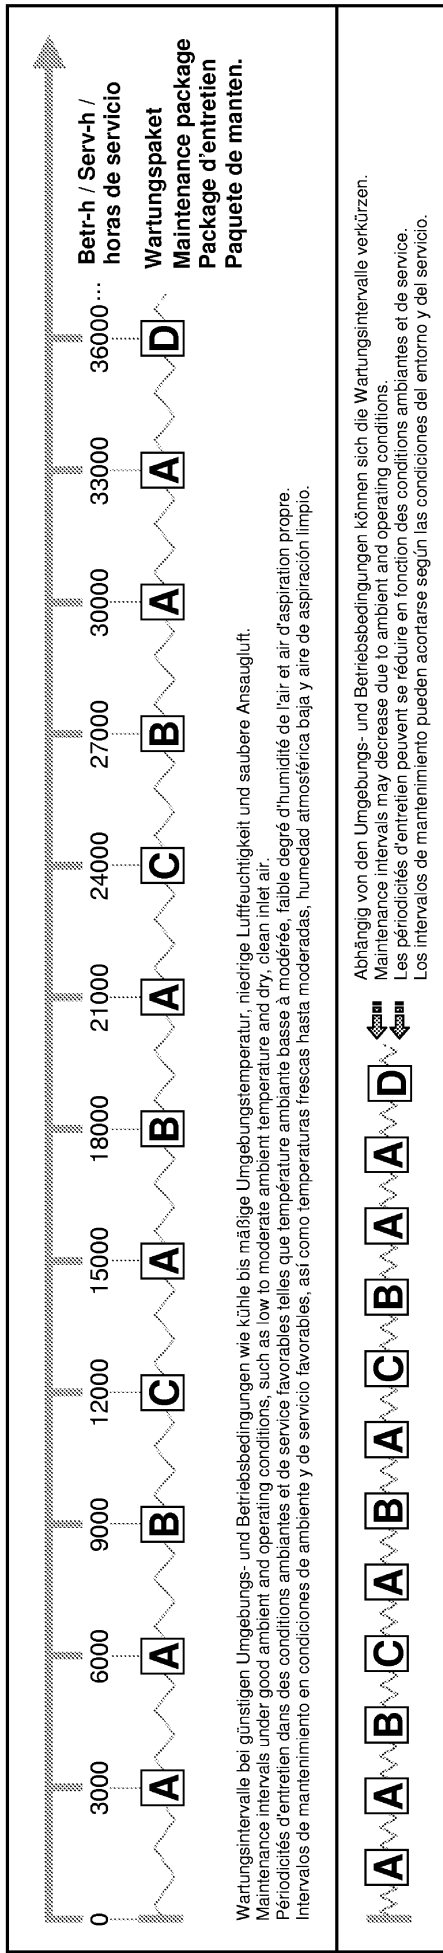 0 3000 6000 9000 12000 15000 18000 21000 24000 27000 30000 33000 36000 ...
Betr-h / Serv-h /
horas de servicio
A A B C A B A C B A A D
Wartungspaket
Maintenance package
Package d'entretien
Paquete de manten.
Wartungsintervalle bei günstigen Umgebungs- und Betriebsbedingungen wie kühle bis mäßige Umgebungstemperatur, niedrige Luftfeuchtigkeit und saubere Ansaugluft.
Maintenance intervals under good ambient and operating conditions, such as low to moderate ambient temperature and dry, clean inlet air.
Périodicités d'entretien dans des conditions ambiantes et de service favorables telles que température ambiante basse à modérée, faible degré d'humidité de l'air et air d'aspiration propre.
Intervalos de mantenimiento en condiciones de ambiente y de servicio favorables, así como temperaturas frescas hasta moderadas, humedad atmosférica baja y aire de aspiración limpio.
A A B C A B A C B A A D
Abhängig von den Umgebungs- und Betriebsbedingungen können sich die Wartungsintervalle verkürzen.
Maintenance intervals may decrease due to ambient and operating conditions.
Les périodicités d'entretien peuvent se réduire en fonction des conditions ambiantes et de service.
Los intervalos de mantenimiento pueden acortarse según las condiciones del entorno y del servicio.